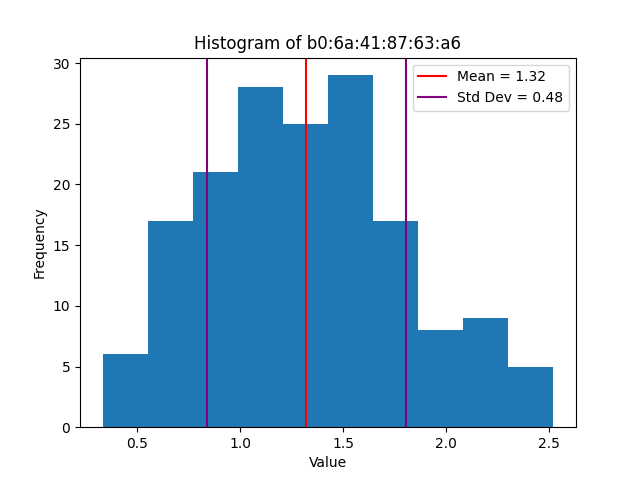 Histogram of b0:6a:41:87:63:a6
Mean = 1.32
Std Dev = 0.48
30
25
20
15
10
5
0
Frequency
0.5 1.0 1.5 2.0 2.5
Value